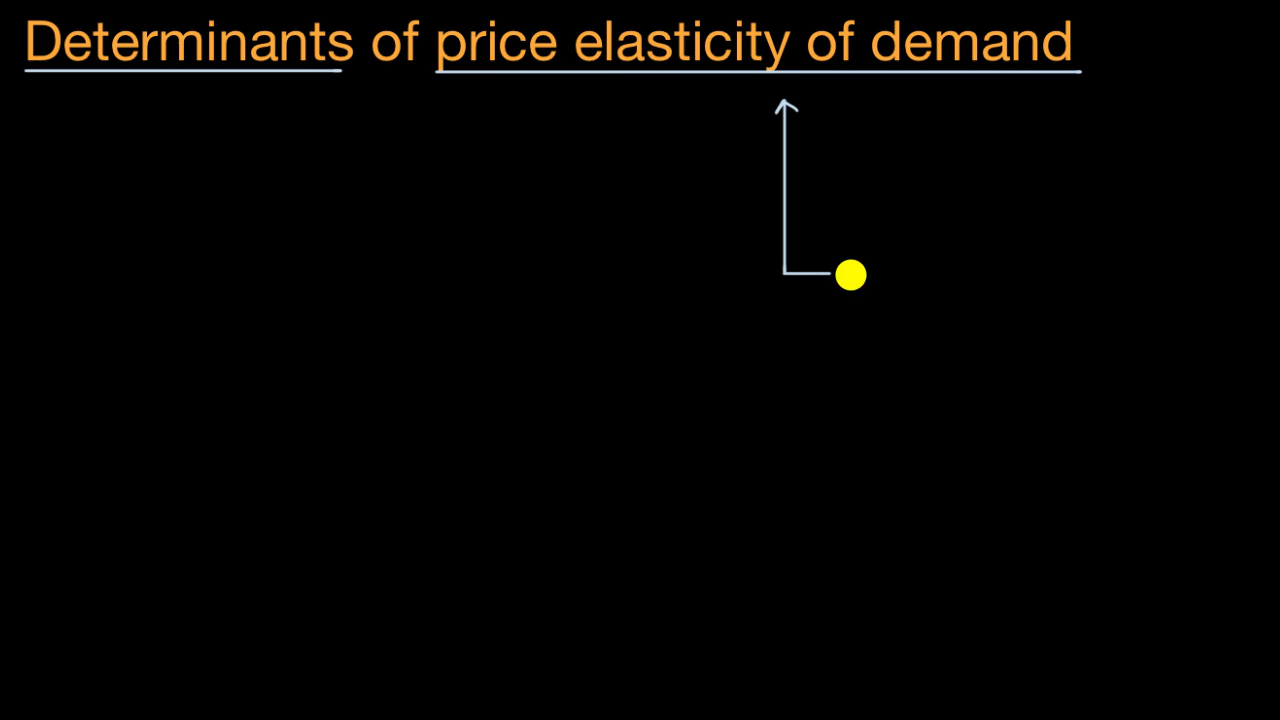 Determinants of price elasticity of demand